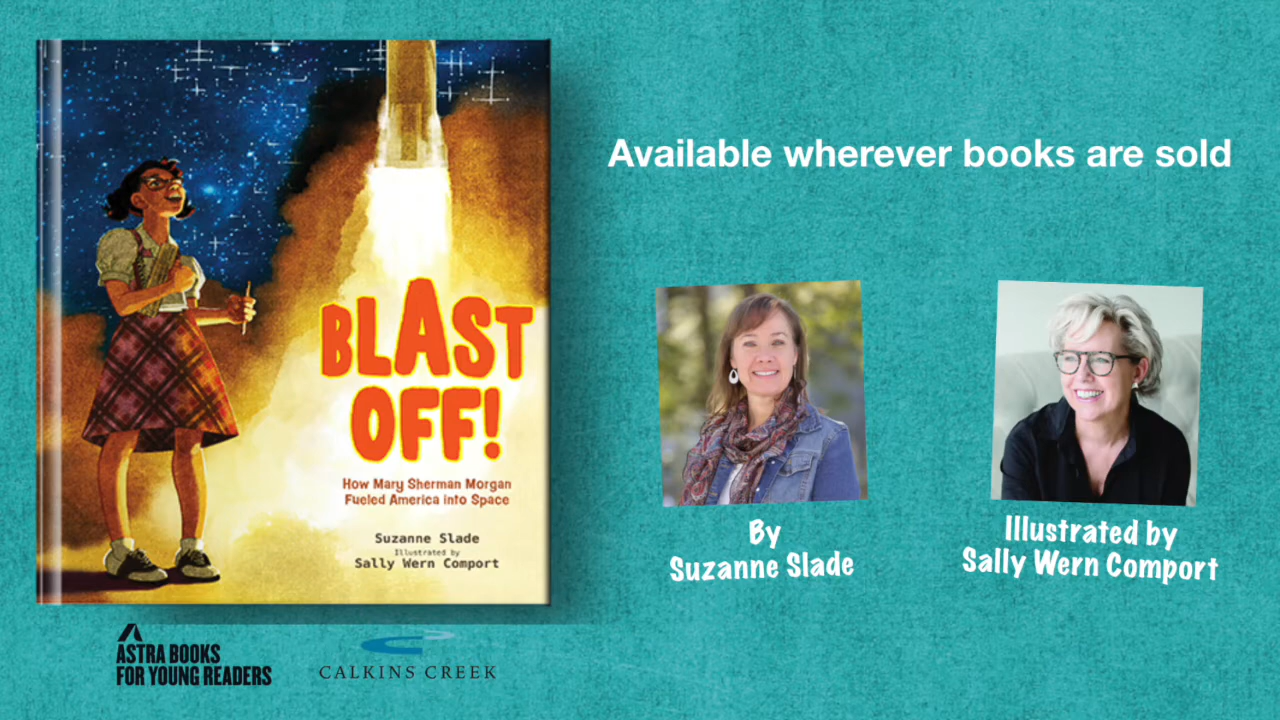 BLAST
OFF!
How Mary Sherman Morgan
Fueled America into Space
Suzanne Slade
Illustrated by
Sally Wern Comport
ASTRA BOOKS
FOR YOUNG READERS
CALKINS CREEK
Available wherever books are sold
By
Suzanne Slade
Illustrated by
Sally Wern Comport